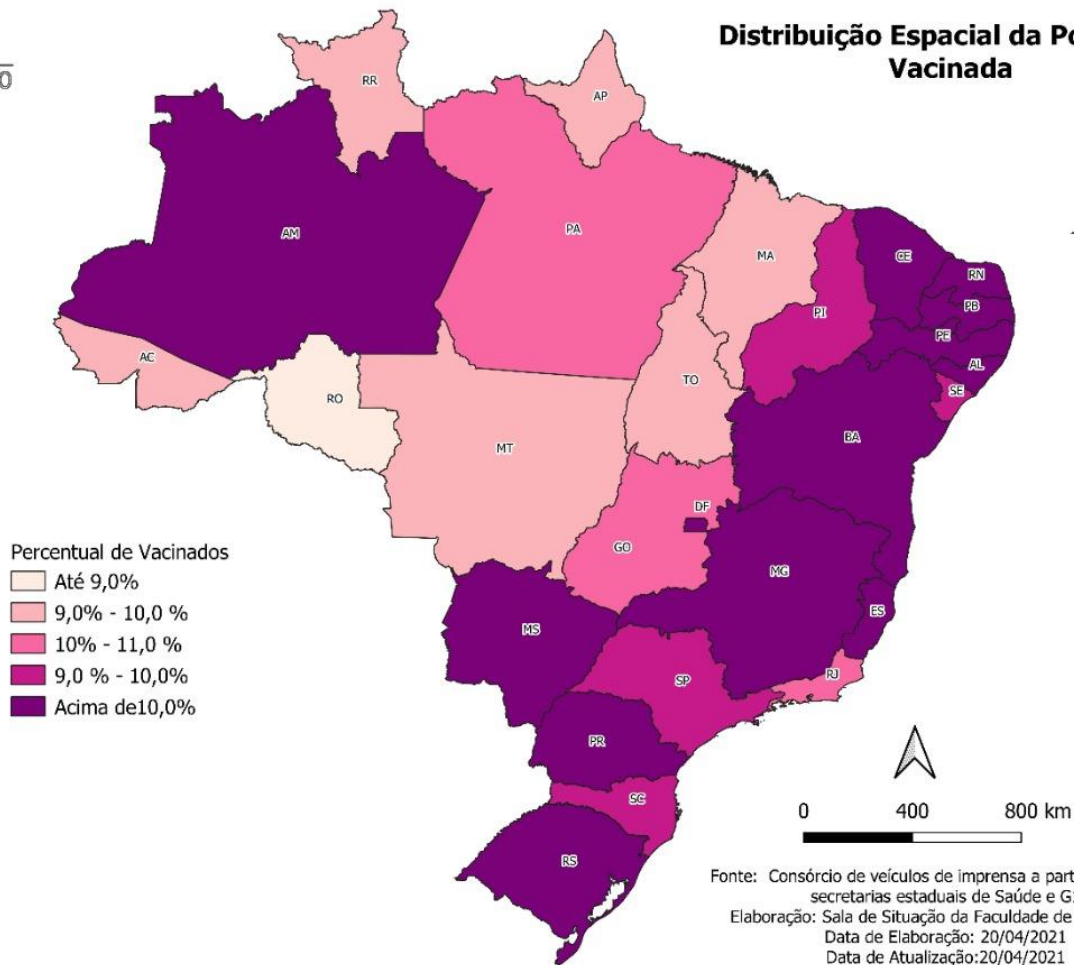 Distribuição Espacial da Po
Vacinada
0
RR
AP
AM
PA
MA
CE
RN
PI
PB
PE
AC
TO
AL
RO
SE
BA
MT
DF
GO
MG
Percentual de Vacinados
Até 9,0%
9,0% - 10,0 %
10% - 11,0 %
9,0 % - 10,0%
Acima de10,0%
ES
MS
RJ
SP
PR
SC
RS
0 400 800 km
Fonte: Consórcio de veículos de imprensa a part
secretarias estaduais de Saúde e G
Elaboração: Sala de Situação da Faculdade de
Data de Elaboração: 20/04/2021
Data de Atualização:20/04/2021